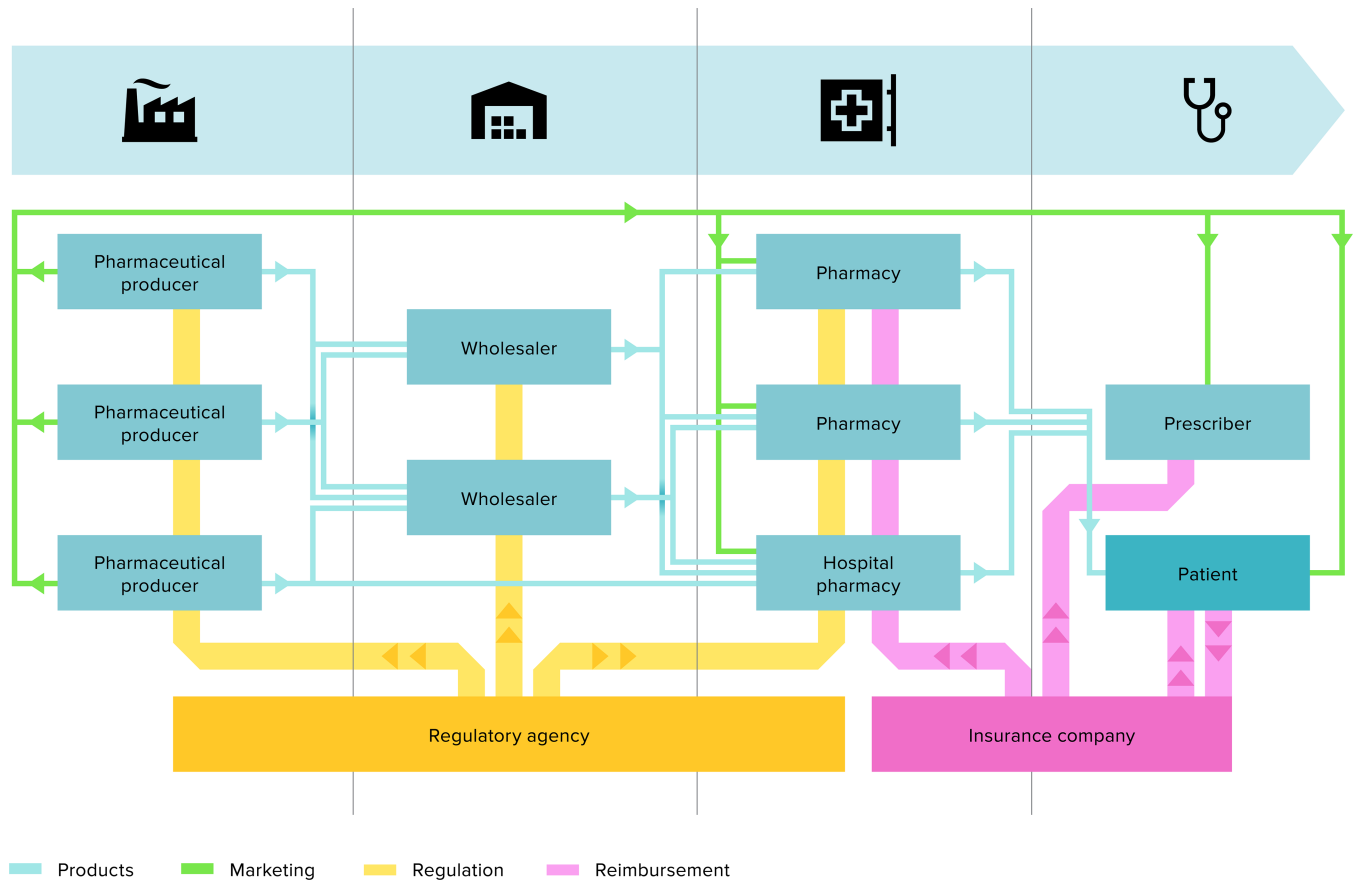 Pharmaceutical
producer
Pharmacy
Wholesaler
Pharmaceutical
producer
Pharmacy
Prescriber
Wholesaler
Pharmaceutical
producer
Hospital
pharmacy
Patient
Regulatory agency
Insurance company
Products
Marketing
Regulation
Reimbursement